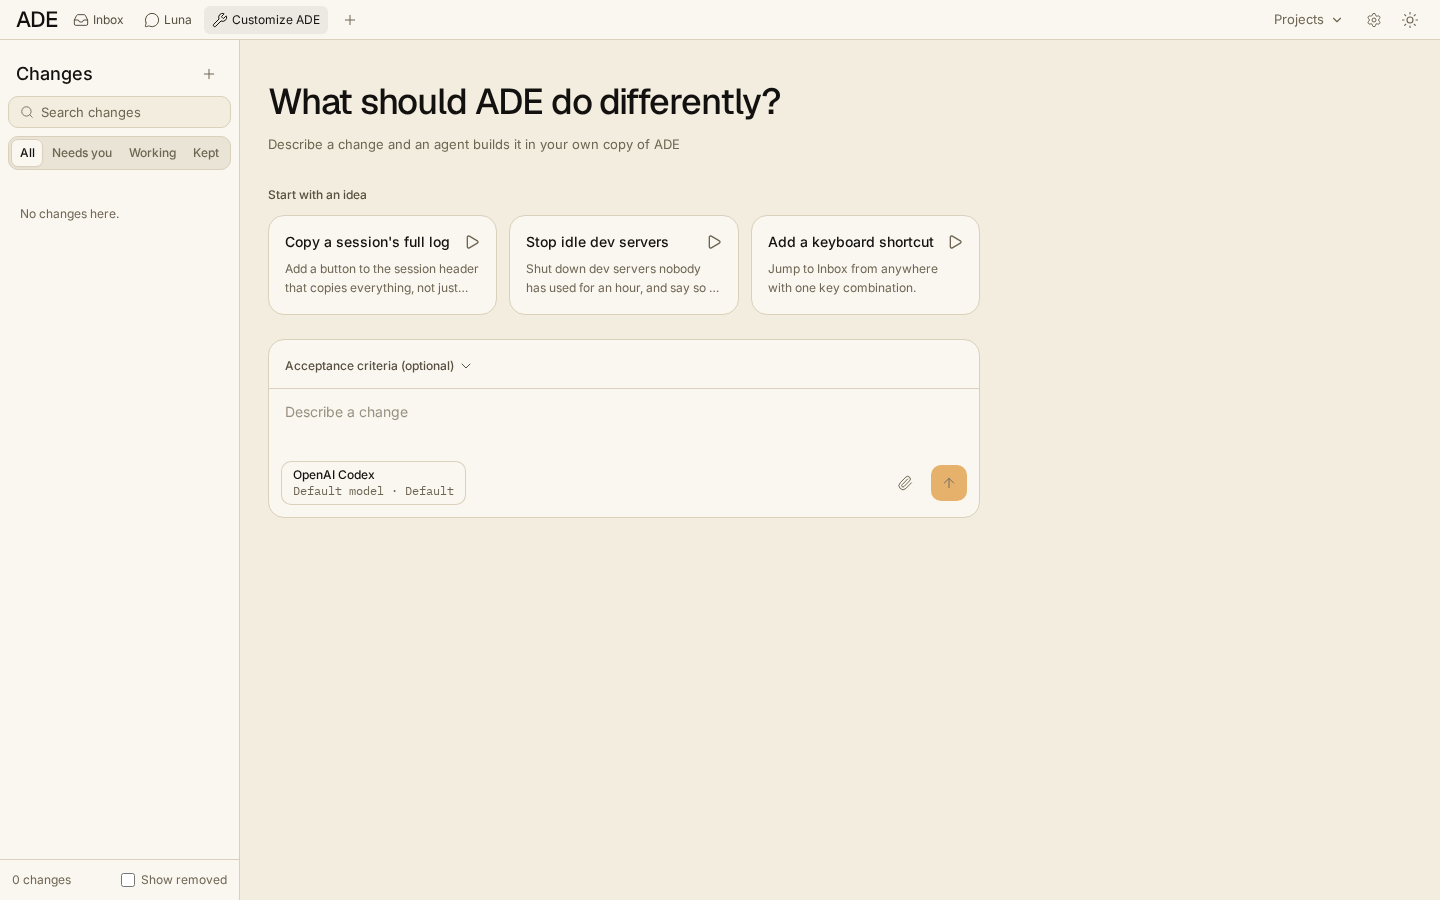 ADE
Inbox
Luna
Customize ADE
Projects
Changes
Search changes
All
Needs you
Working
Kept
No changes here.
0 changes
Show removed
What should ADE do differently?
Describe a change and an agent builds it in your own copy of ADE
Start with an idea
Copy a session's full log
Add a button to the session header
that copies everything, not just…
Stop idle dev servers
Shut down dev servers nobody
has used for an hour, and say so …
Add a keyboard shortcut
Jump to Inbox from anywhere
with one key combination.
Acceptance criteria (optional)
Describe a change
OpenAI Codex
Default model · Default